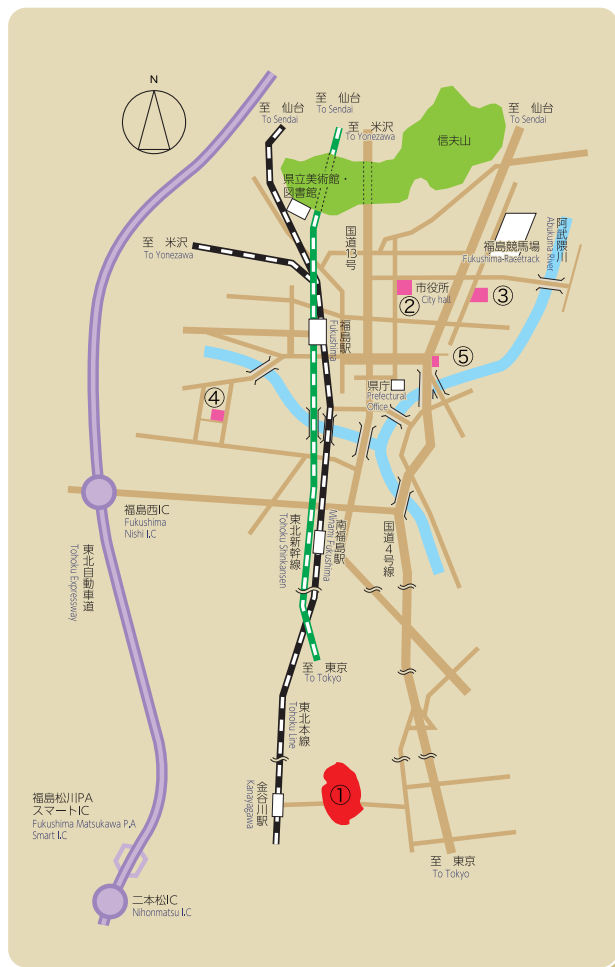 N
至 仙台
To Sendai
至 仙台
To Sendai
至 米沢
To Yonezawa
至 仙台
To Sendai
信夫山
県立美術館・
図書館
国道13号
阿武隈川
Abukuma River
福島競馬場
Fukushima-Racetrack
至 米沢
To Yonezawa
市役所
City hall
②
③
福島駅
Fukushima
⑤
県庁
Prefectural
Office
④
福島西IC
Fukushima
Nishi I.C
東北自動車道
Tohoku Expressway
東北新幹線
Tohoku Shinkansen
南福島駅
Minami Fukushima
国道4号線
至 東京
To Tokyo
東北本線
Tohoku Line
金谷川駅
Kanayagawa
①
福島松川PA
スマートIC
Fukushima Matsukawa P.A
Smart I.C
至 東京
To Tokyo
二本松IC
Nihonmatsu I.C